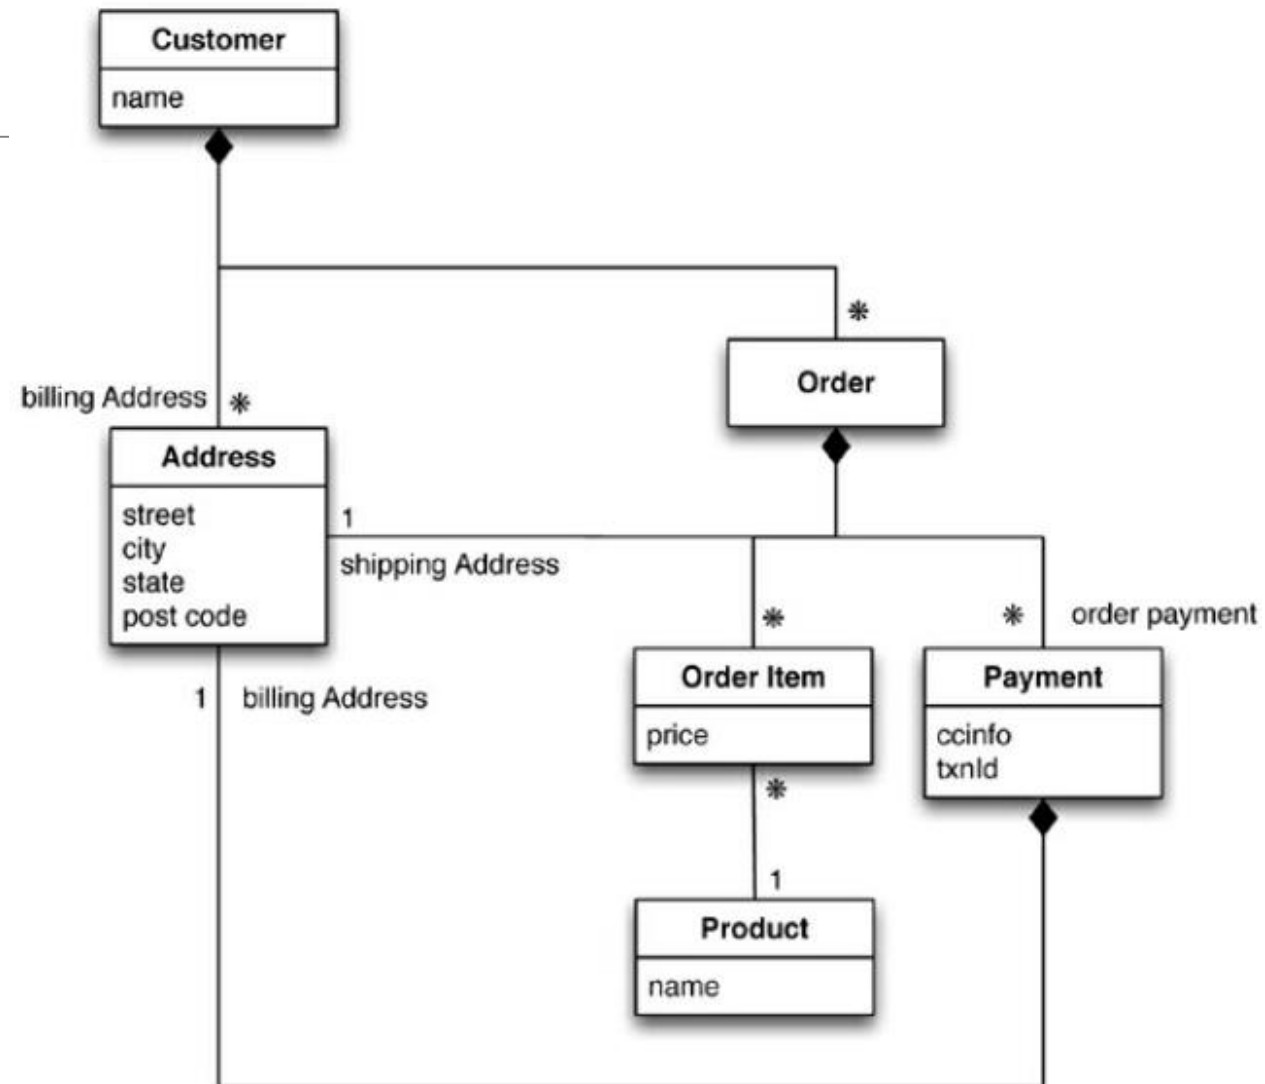 Customer
name
*
Order
billing Address *
Address
street
city
state
post code
1
shipping Address
* order payment
Order Item
price
Payment
ccinfo
txnId
1 billing Address
*
*
1
Product
name